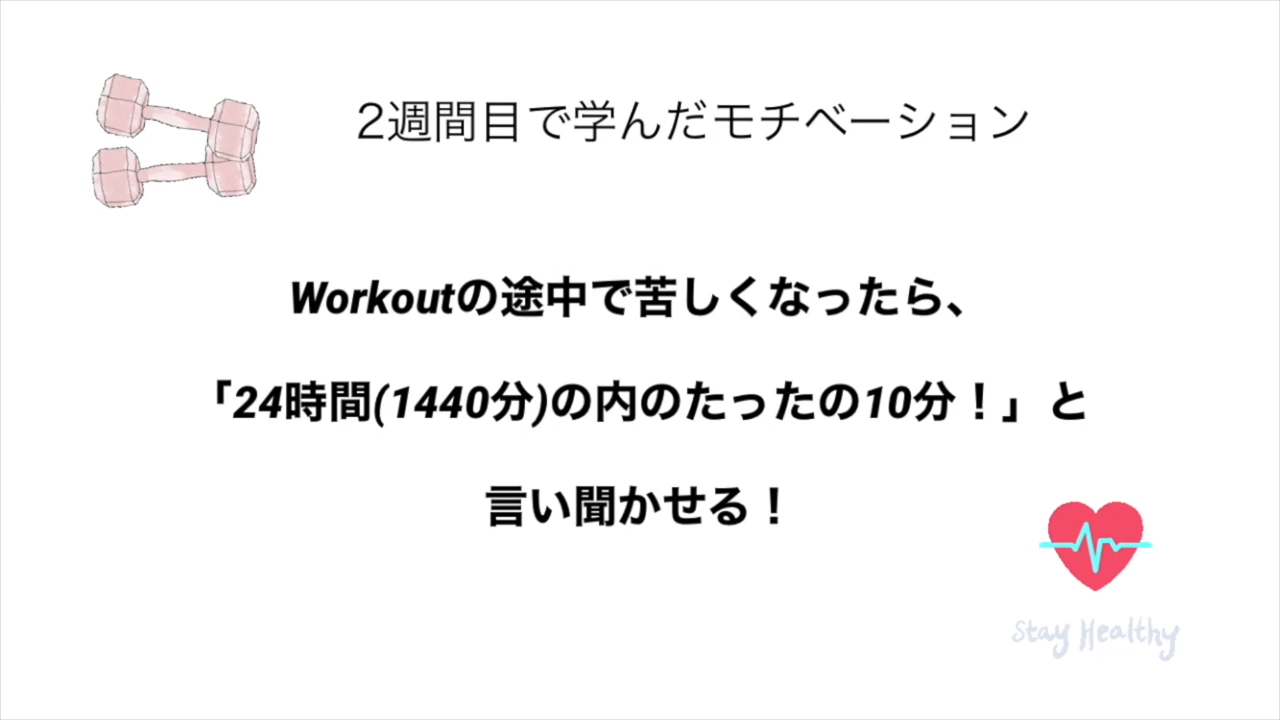 2週間目で学んだモチベーション
Workoutの途中で苦しくなったら、
「24時間(1440分)の内のたったの10分！」と
言い聞かせる！
Stay Healthy